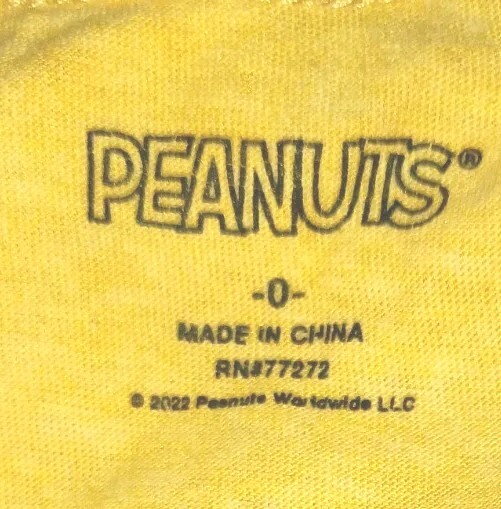 PEANUTS®
-0-
MADE IN CHINA
RN#77272
© 2022 Peanuts Worldwide LLC